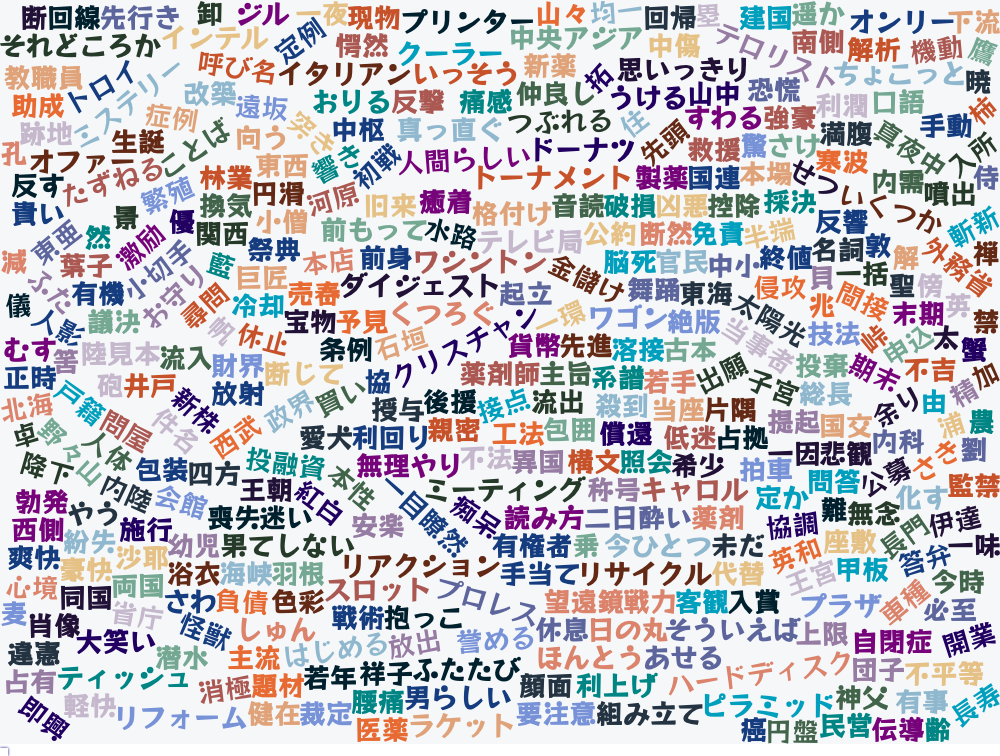 断回線先行き 卸 ジル 一夜 現物 プリンター 山々 均一 回帰 塁 建国 遥か オンリー 下流
それどころか インテル 定例 愕然 クーラー 中央アジア 中傷 テロリスト 南側 解析 機動 鷹
教職員 トロイ ミステリー 呼び名 イタリアン いっそう 新薬 拓 思いっきり 恐慌 ちょこっと 暁
助成 改築 遠坂 おりる 反撃 痛感 仲良し うける 山中 利潤 口語 柿
跡地 症例 生誕 ことば 向う 中枢 真っ直ぐ つぶれる 住 すわる 強豪 満腹 真夜中 手動 入所
孔 オファー たずねる 東西 響き 初戦 人間らしい ドーナツ 先頭 救援 驚 さけ 寒波 内需 侍
反す 繁殖 林業 円滑 河原 トーナメント 製薬 国連 本場 せつ いくつか 噴出
貴い 景 優 換気 小僧 旧来 癒着 格付け 音読 破損 凶悪 控除 採決 反響 斬新
東亜 然 激励 関西 祭典 前もって 水路 テレビ局 公約 断然 免責 半端 名詞 敦 外務省 禅
減 葉子 小切手 藍 巨匠 本店 前身 ワシントン 金儲け 脳死 官民 中小 終値 解 貝 一括 聖 傍
ふた 有機 お守り 尋問 冷却 売春 ダイジェスト 起立 舞踊 東海 太陽光 侵攻 兆 間接 末期 英 禁
儀 人影 議決 宝物 予見 くつろぐ クリスチャン 一環 ワゴン 絶版 当事者 技法 峠 申込 太 蟹
むす 筈 陸見本 流入 休止 条例 石垣 貨幣 先進 溶接 古本 投棄 期末 不吉
正時 戸籍 砲 井戸 財界 断じて 放射 買い 協 薬剤師 主旨 系譜 若手 出願 子宮 総長 余り 由 精 加
北海 問屋 新株 件名 西武 政界 授与 後援 接点 流出 殺到 当座 片隅 提起 国交 浦 農
卓 野々山 人体 愛犬 利回り 親密 工法 包囲 償還 低迷 占拠 一因 悲観 内科 さき 劉
降下 内陸 包装 四方 投融資 本性 無理やり 不法 異国 構文 照会 希少 拍車 問答 公募 化す 監禁
勃発 やう 会館 王朝 紅白 一目瞭然 痴呆 ミーティング 称号 キャロル 定か 難 無念 長門 伊達
西側 紛失 施行 喪失 迷い 安楽 読み方 二日酔い 薬剤 協調 座敷 答弁 一味
爽快 豪快 沙耶 幼児 果てしない リアクション 有権者 乗 今ひとつ 未だ 英和 甲板
心境 両国 浴衣 海峡 羽根 スロット 手当て リサイクル 代替 王宮 車種 今時
麦 同国 省庁 さわ 負債 色彩 戦術 抱っこ プロレス 望遠鏡 戦力 客観 入賞 プラザ 必至
肖像 大笑い 怪獣 しゅん はじめる 放出 誉める 休息 日の丸 そういえば 上限 自閉症 開業
違憲 潜水 主流 若年 祥子 ふたたび ほんとう あせる ハードディスク 団子 不平等
占有 ティッシュ 消極 題材 腰痛 男らしい 顔面 利上げ ピラミッド 神父 有事 長寿
即興 軽快 リフォーム 健在 裁定 医薬 ラケット 要注意 組み立て 癌 円盤 民営 伝導 齢